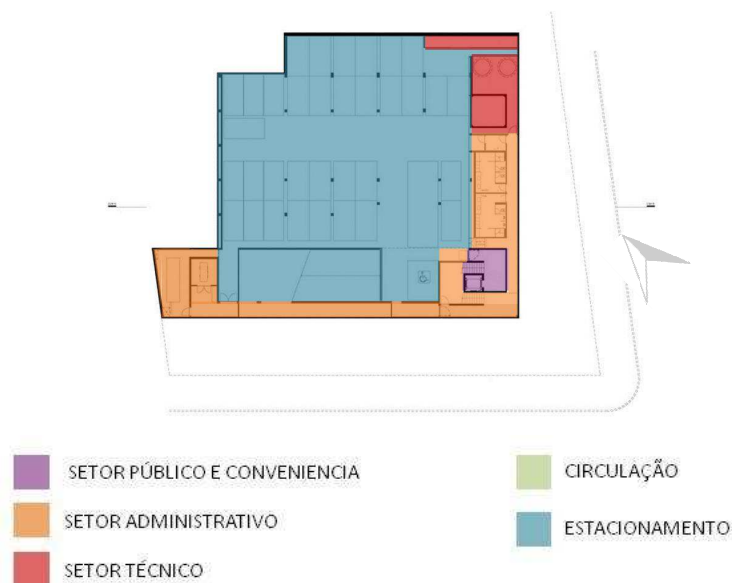 SETOR PÚBLICO E CONVENIENCIA
SETOR ADMINISTRATIVO
SETOR TÉCNICO
CIRCULAÇÃO
ESTACIONAMENTO